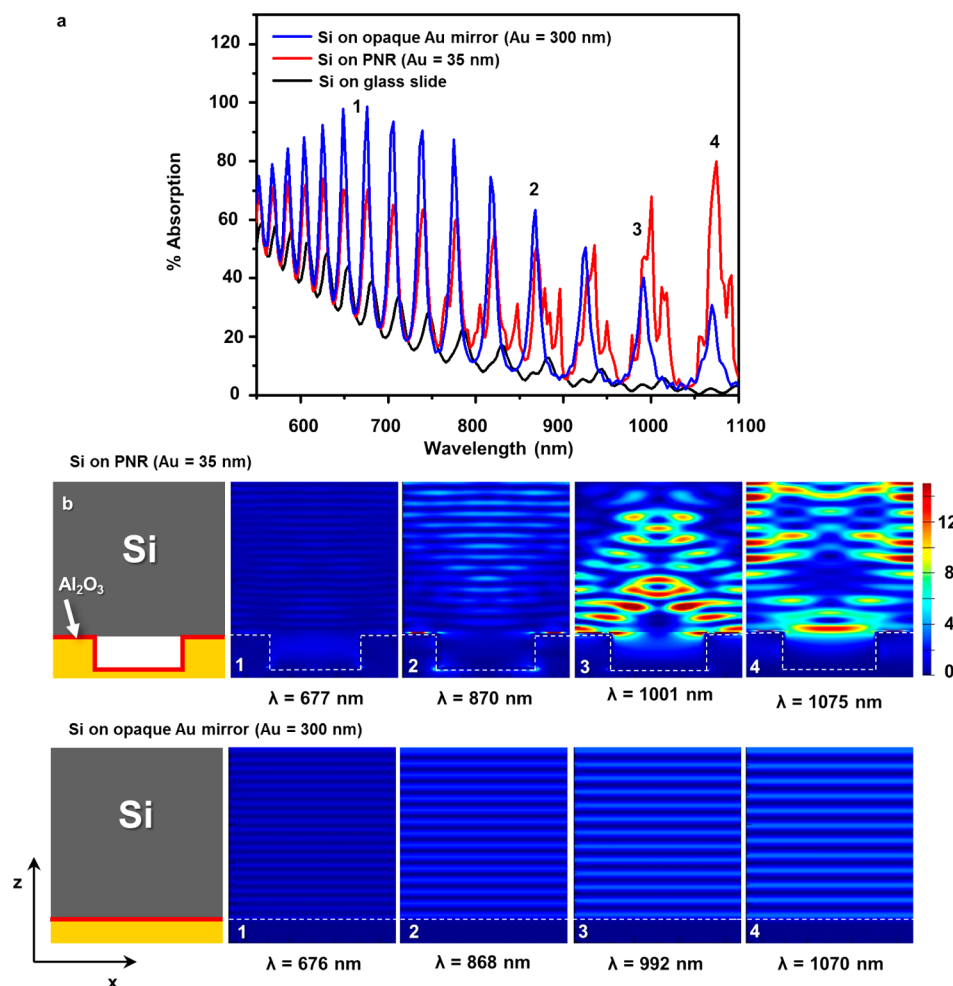 a
Si on opaque Au mirror (Au = 300 nm)
Si on PNR (Au = 35 nm)
Si on glass slide
% Absorption
100
80
60
40
20
0
1
2
3
4
600 700 800 900 1000 1100
Wavelength (nm)
Si on PNR (Au = 35 nm)
b
Si
Al₂O₃
1 2 3 4
12
8
4
0
λ = 677 nm λ = 870 nm λ = 1001 nm λ = 1075 nm
Si on opaque Au mirror (Au = 300 nm)
Si
z
x
1 2 3 4
λ = 676 nm λ = 868 nm λ = 992 nm λ = 1070 nm